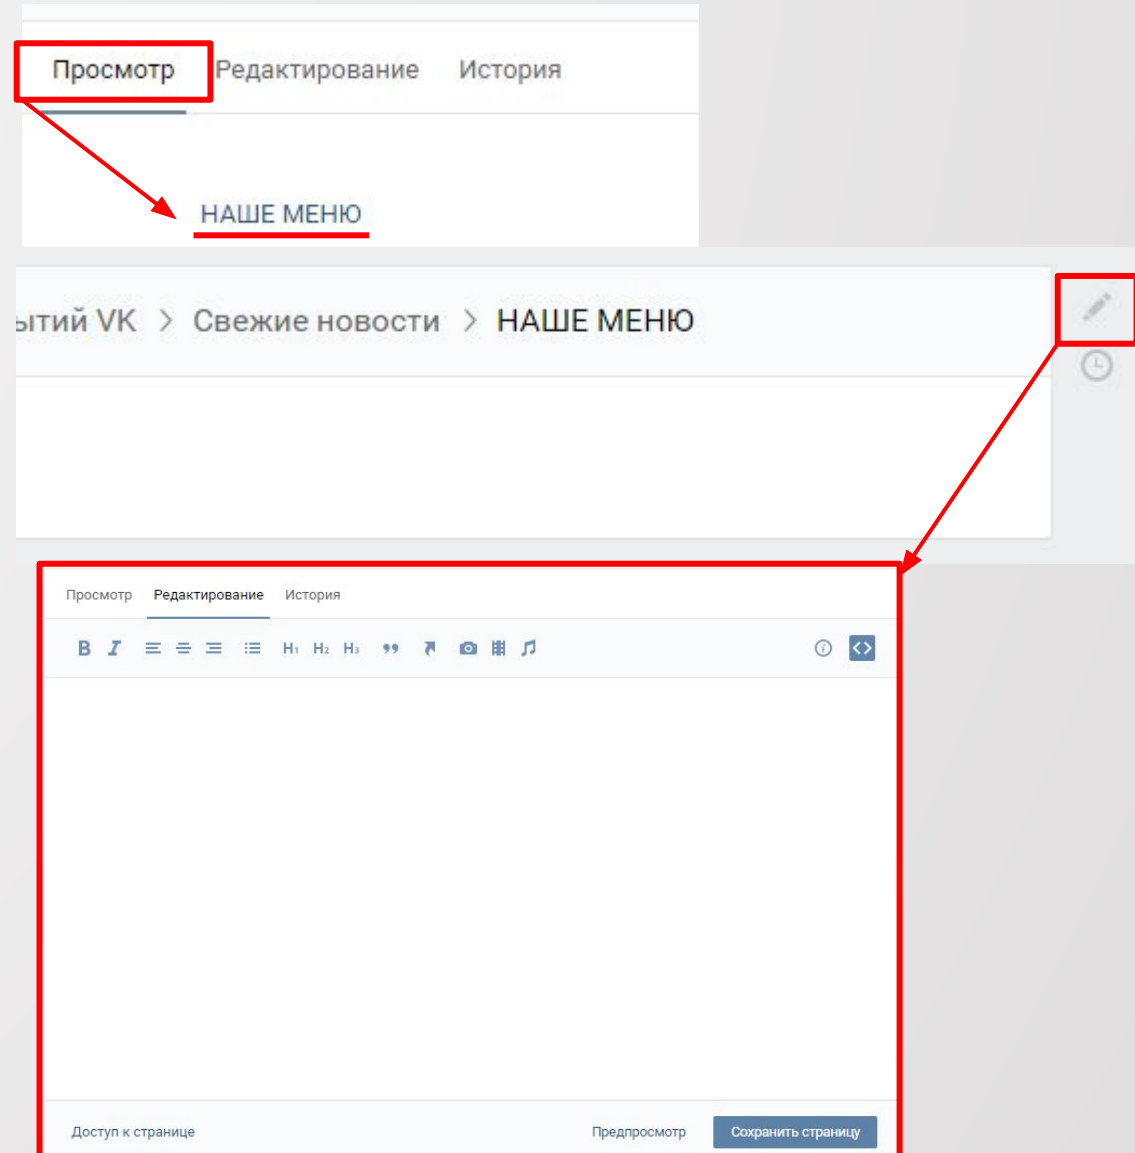 Просмотр Редактирование История
НАШЕ МЕНЮ
ытий VK > Свежие новости > НАШЕ МЕНЮ
Просмотр Редактирование История
B I H1 H2 H3
Доступ к странице Предпросмотр Сохранить страницу